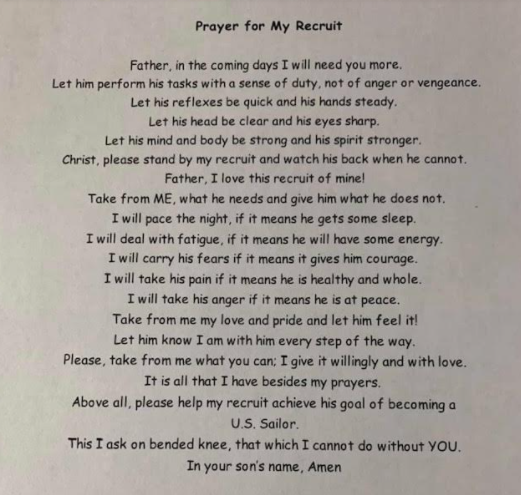 Prayer for My Recruit
Father, in the coming days I will need you more.
Let him perform his tasks with a sense of duty, not of anger or vengeance.
Let his reflexes be quick and his hands steady.
Let his head be clear and his eyes sharp.
Let his mind and body be strong and his spirit stronger.
Christ, please stand by my recruit and watch his back when he cannot.
Father, I love this recruit of mine!
Take from ME, what he needs and give him what he does not.
I will pace the night, if it means he gets some sleep.
I will deal with fatigue, if it means he will have some energy.
I will carry his fears if it means it gives him courage.
I will take his pain if it means he is healthy and whole.
I will take his anger if it means he is at peace.
Take from me my love and pride and let him feel it!
Let him know I am with him every step of the way.
Please, take from me what you can; I give it willingly and with love.
It is all that I have besides my prayers.
Above all, please help my recruit achieve his goal of becoming a
U.S. Sailor.
This I ask on bended knee, that which I cannot do without YOU.
In your son's name, Amen